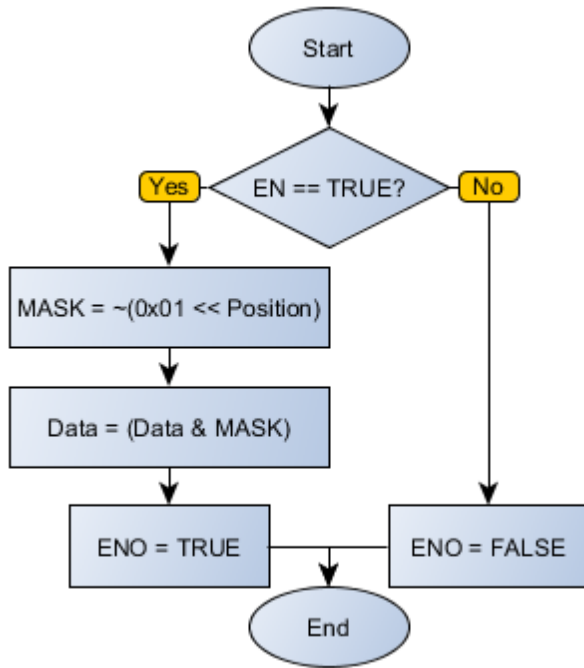 Start
EN == TRUE?
Yes
No
MASK = ~(0x01 << Position)
Data = (Data & MASK)
ENO = TRUE
ENO = FALSE
End